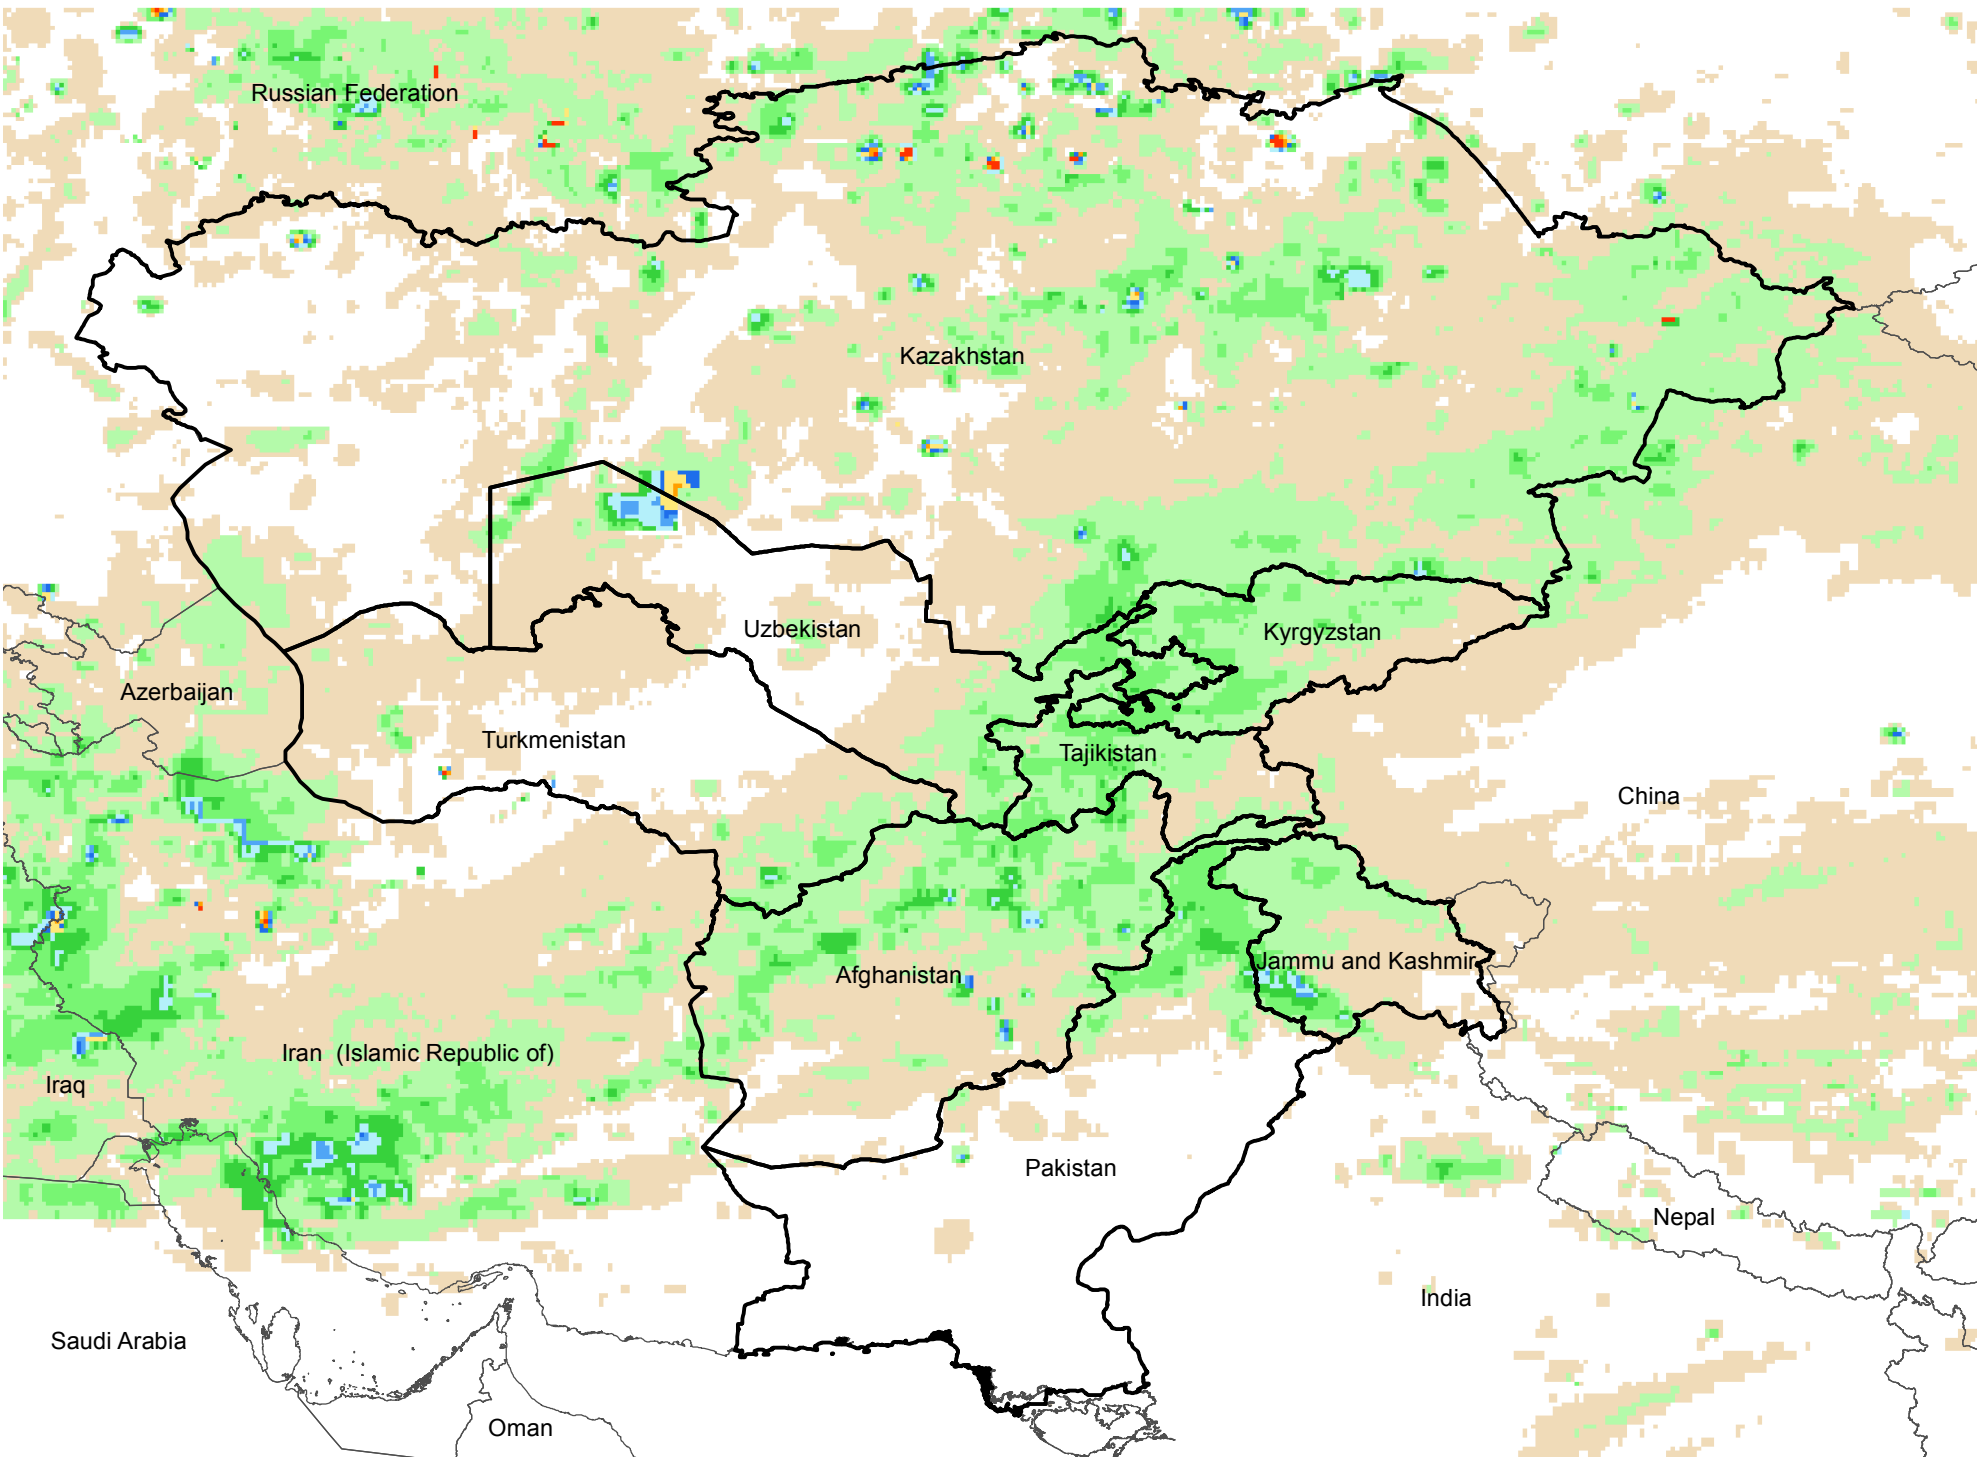 Russian Federation
Kazakhstan
Uzbekistan
Kyrgyzstan
Azerbaijan
Turkmenistan
Tajikistan
China
Afghanistan
Jammu and Kashmir
Iran (Islamic Republic of)
Iraq
Pakistan
Nepal
India
Saudi Arabia
Oman